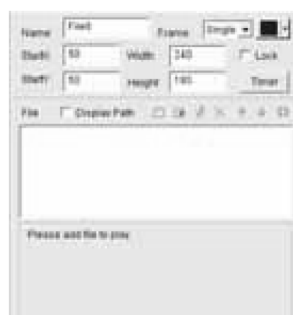 Name Fixed Frame Single
StartX 50 Width 240 Lock
StartY 50 Height 160 Timer
File Display Path
Please add file to play